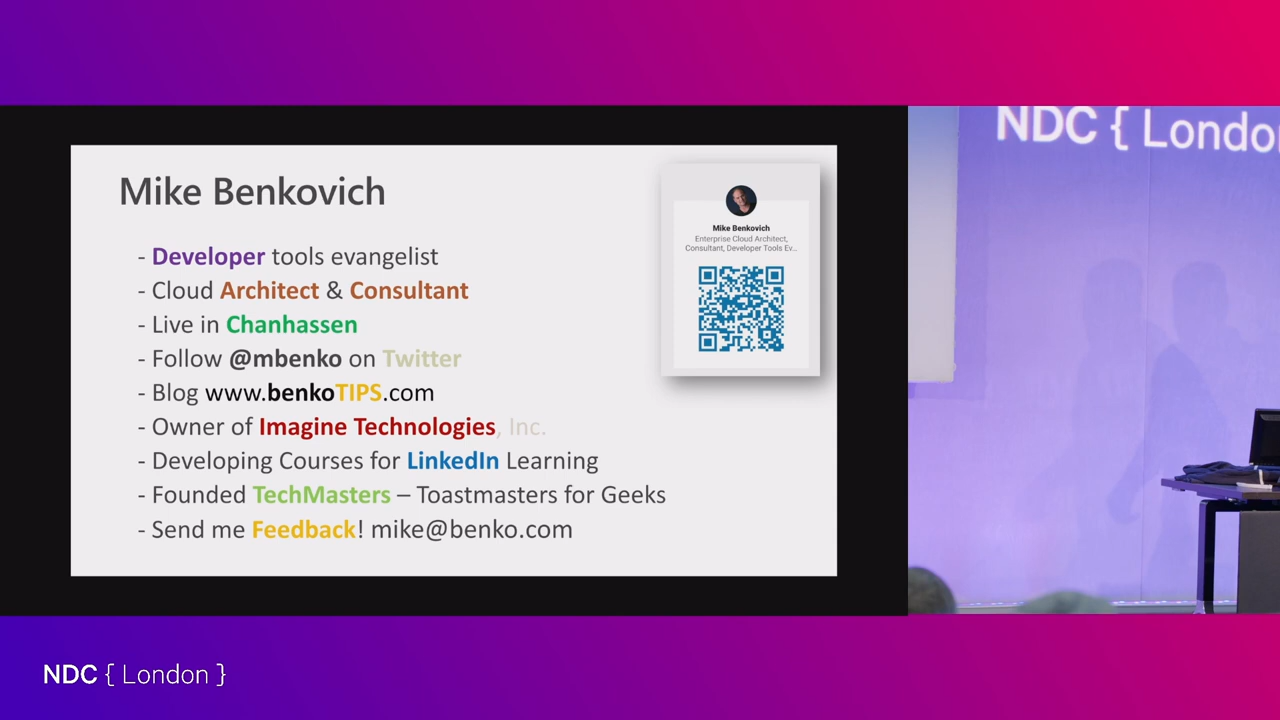 Mike Benkovich
- Developer tools evangelist
- Cloud Architect & Consultant
- Live in Chanhassen
- Follow @mbenko on Twitter
- Blog www.benkoTIPS.com
- Owner of Imagine Technologies, Inc.
- Developing Courses for LinkedIn Learning
- Founded TechMasters – Toastmasters for Geeks
- Send me Feedback! mike@benko.com
Mike Benkovich
Enterprise Cloud Architect,
Consultant, Developer Tools Ev...
NDC { Londo
NDC { London }